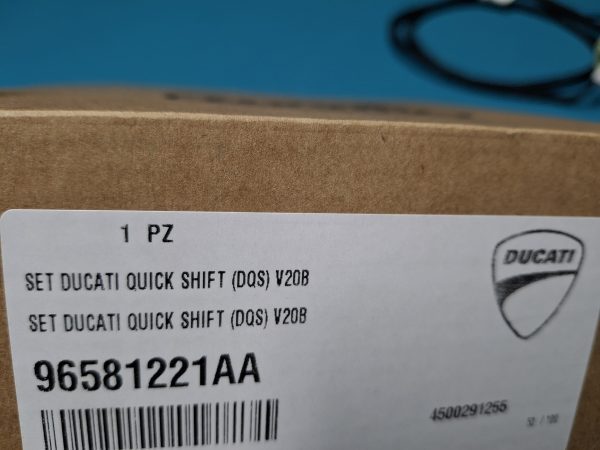 1 PZ
SET DUCATI QUICK SHIFT (DQS) V20B
SET DUCATI QUICK SHIFT (DQS) V20B
96581221AA
DUCATI
4500291255